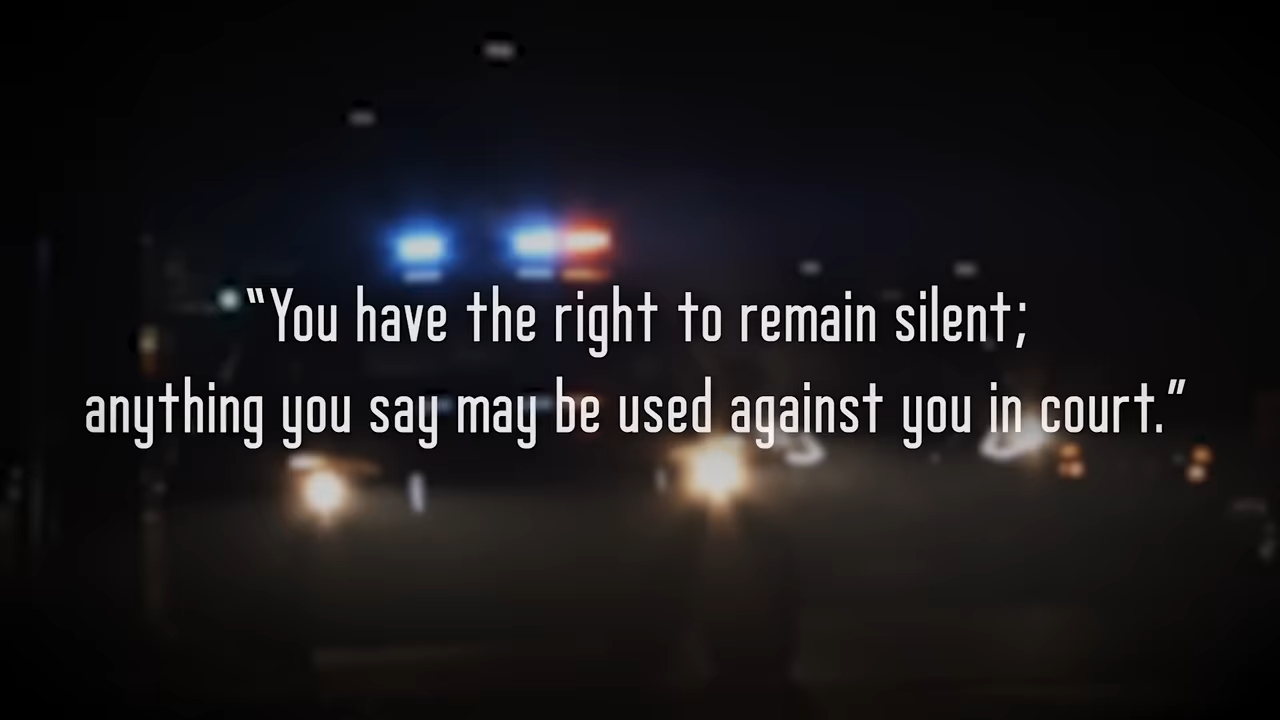 “You have the right to remain silent;
anything you say may be used against you in court.”